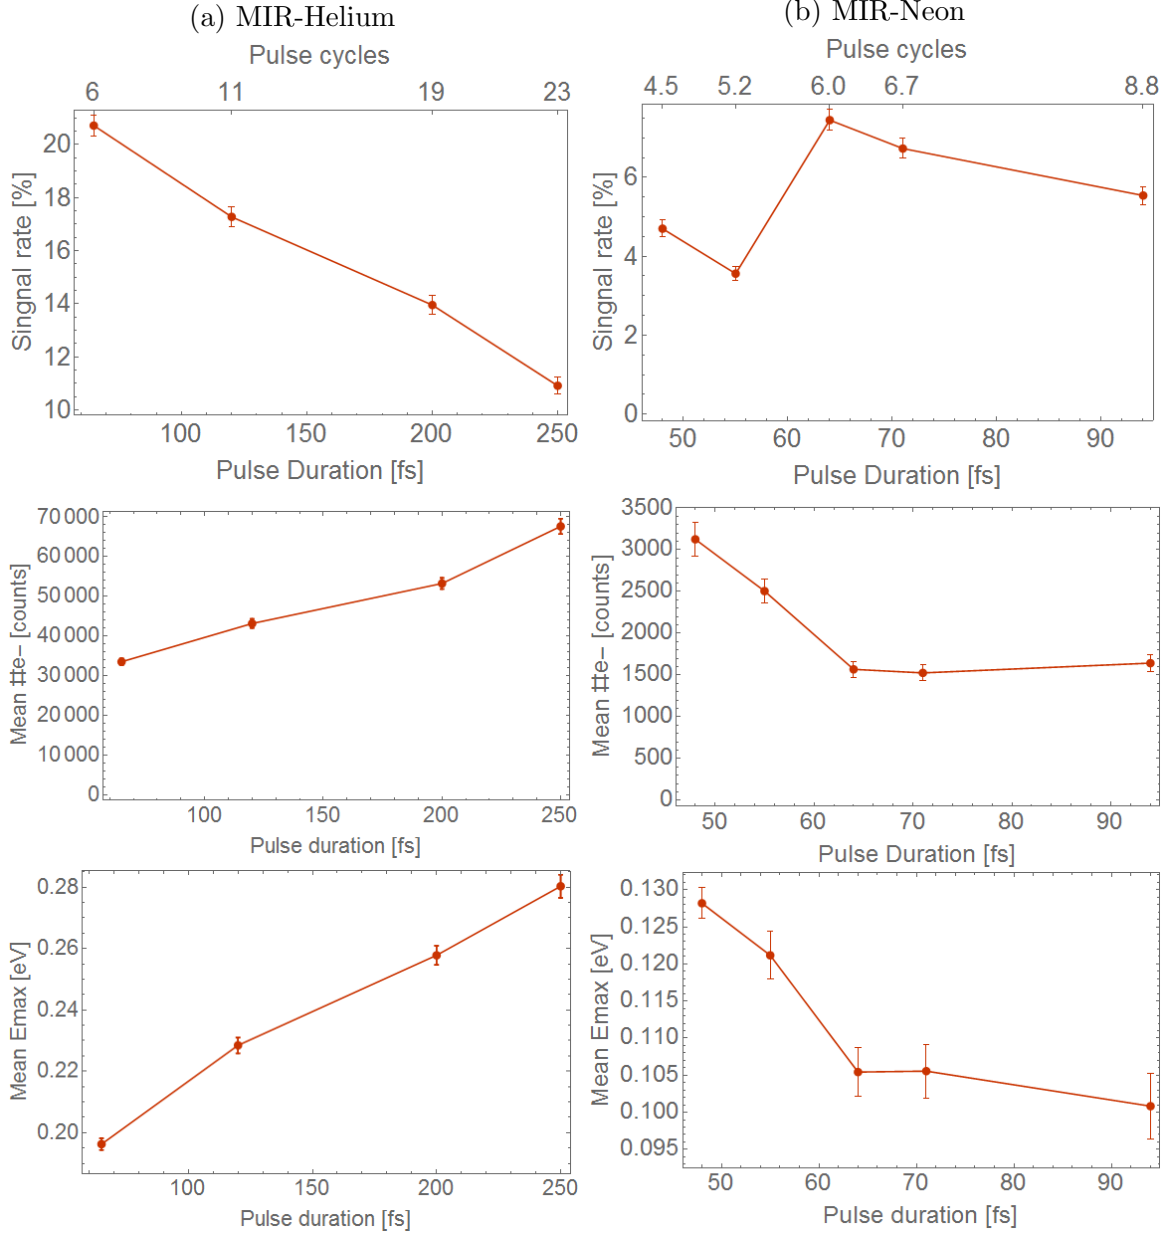 (a) MIR-Helium
Pulse cycles
6 11 19 23
20
18
16
14
12
10
Singnal rate [%]
100 150 200 250
Pulse Duration [fs]
70 000
60 000
50 000
40 000
30 000
20 000
10 000
0
Mean #e− [counts]
100 150 200 250
Pulse duration [fs]
0.28
0.26
0.24
0.22
0.20
Mean Emax [eV]
100 150 200 250
Pulse duration [fs]
(b) MIR-Neon
Pulse cycles
4.5 5.2 6.0 6.7 8.8
6
4
2
0
Singnal rate [%]
50 60 70 80 90
Pulse Duration [fs]
3500
3000
2500
2000
1500
1000
500
0
Mean #e− [counts]
50 60 70 80 90
Pulse Duration [fs]
0.130
0.125
0.120
0.115
0.110
0.105
0.100
0.095
Mean Emax [eV]
50 60 70 80 90
Pulse duration [fs]